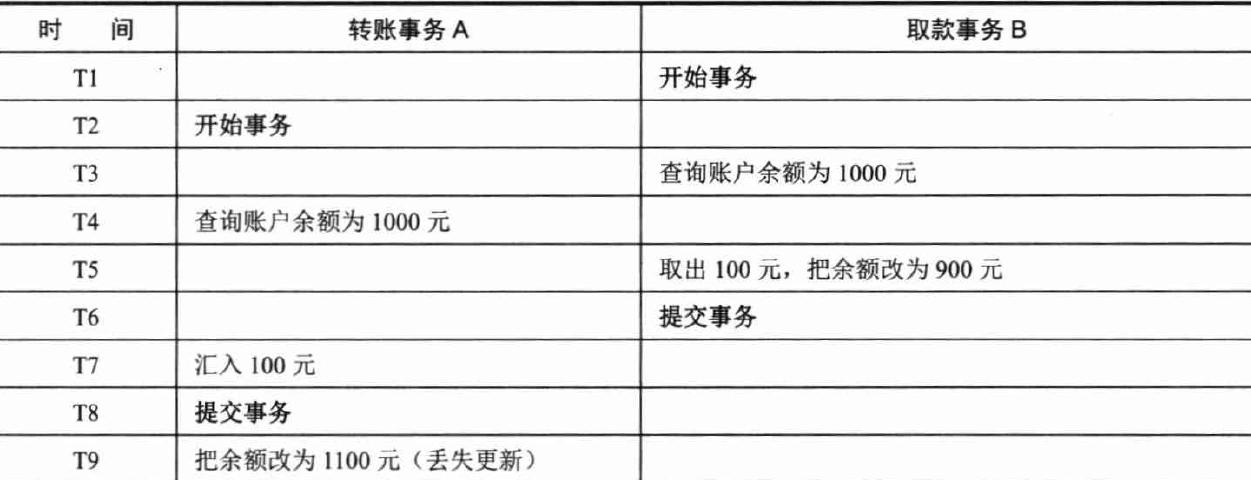 时 间 转账事务 A 取款事务 B
T1 开始事务
T2 开始事务
T3 查询账户余额为 1000 元
T4 查询账户余额为 1000 元
T5 取出 100 元，把余额改为 900 元
T6 提交事务
T7 汇入 100 元
T8 提交事务
T9 把余额改为 1100 元（丢失更新）